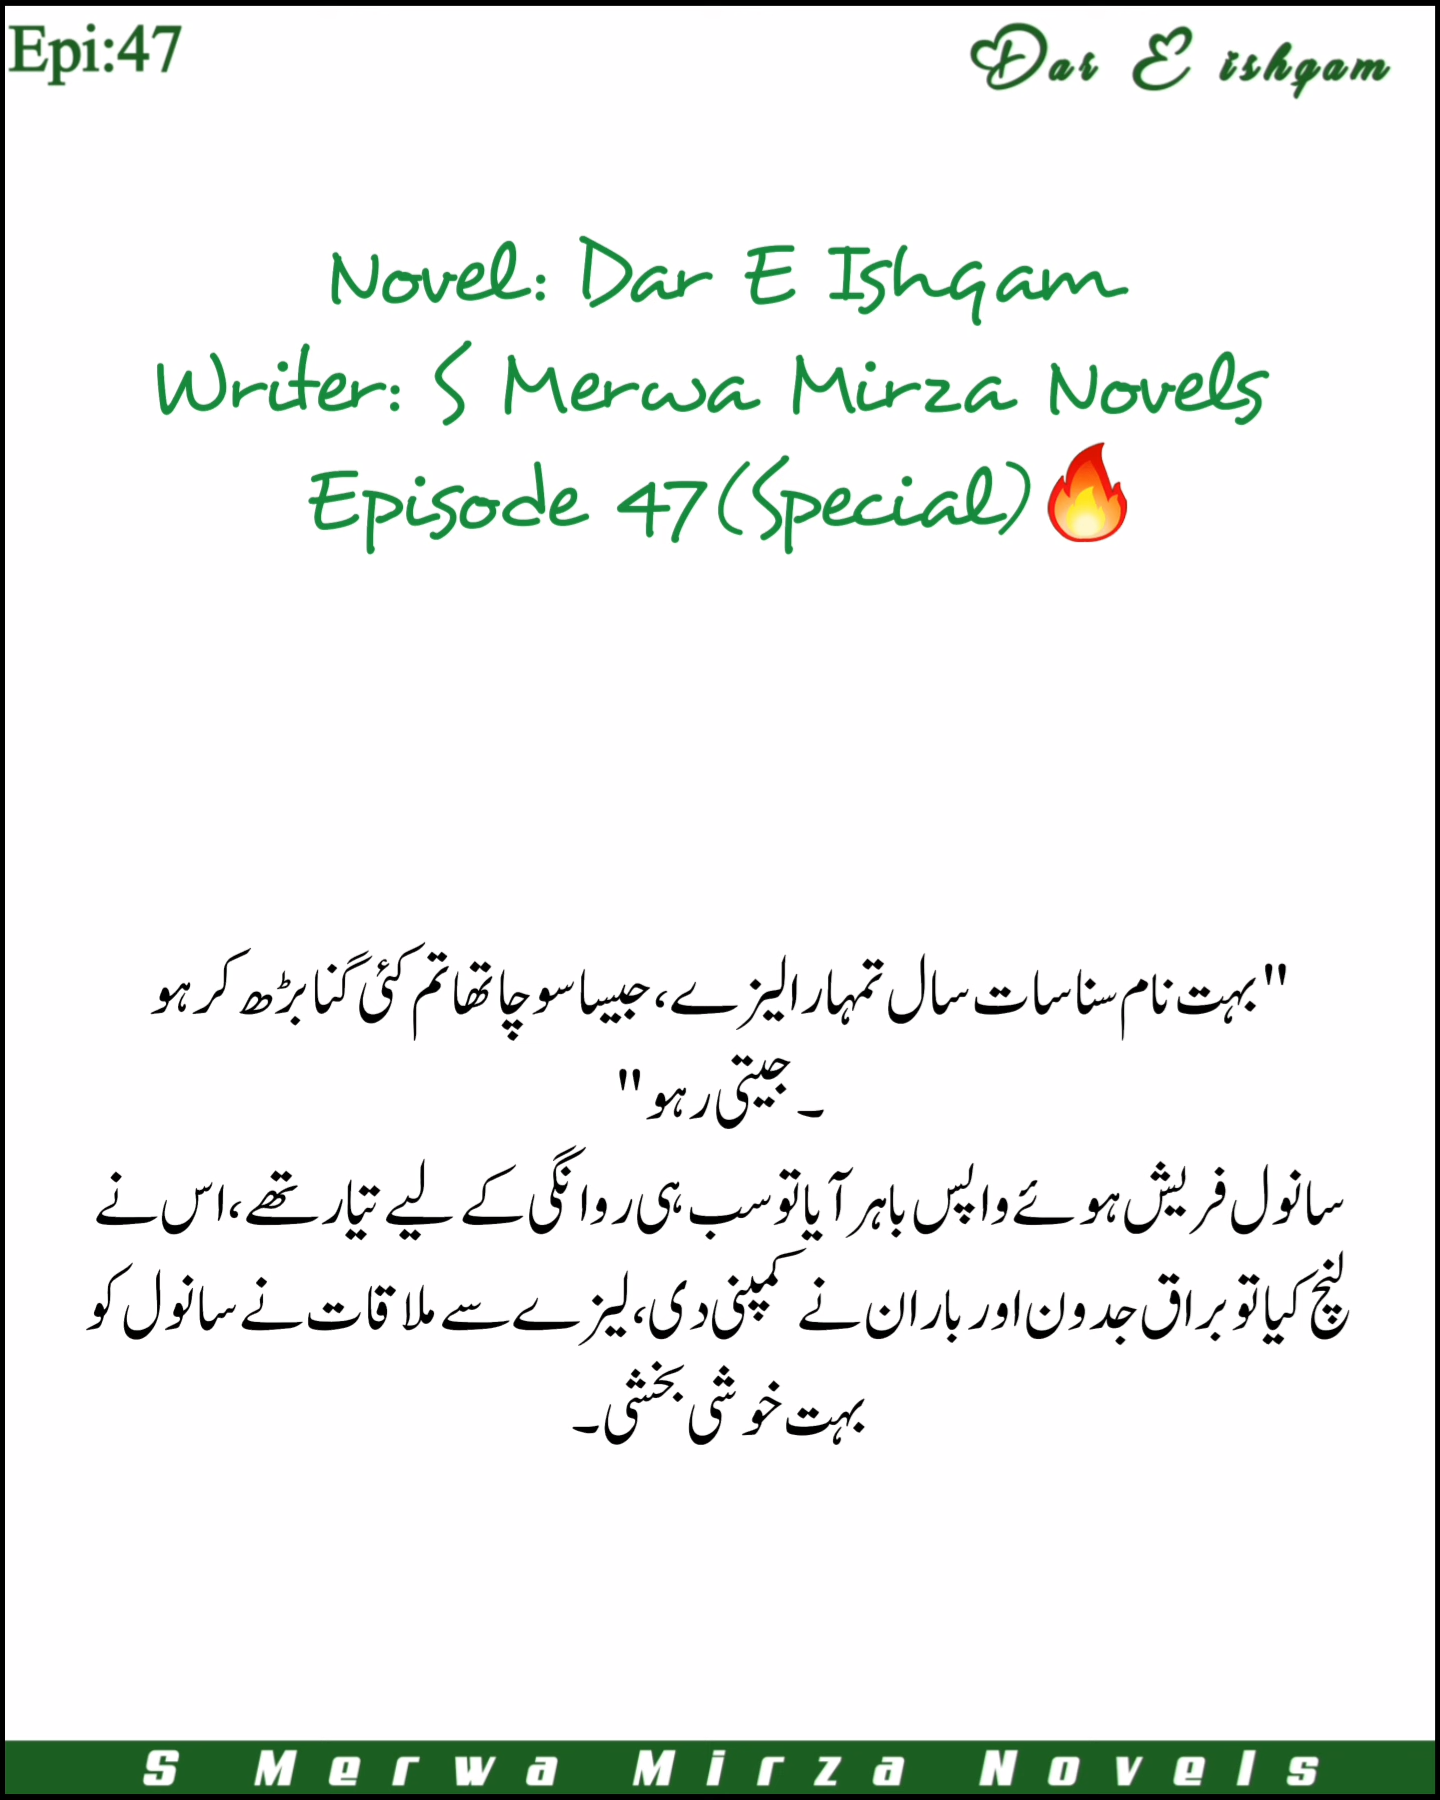 Epi:47
Dar E ishqam
Novel: Dar E Ishqam
Writer: S Merwa Mirza Novels
Episode 47(Special)🔥
"بہت نام سنا سات سال تمہارا لیزے، جیسا سوچا تھا تم کئی گنا بڑھ کر ہو
۔جیتی رہو"
سانول فریش ہوئے واپس باہر آیا تو سب ہی روانگی کے لیے تیار تھے، اس نے
لنچ کیا تو براق جدون اور باران نے کمپنی دی، لیزے سے ملاقات نے سانول کو
بہت خوشی بخشی۔
S Merwa Mirza Novels